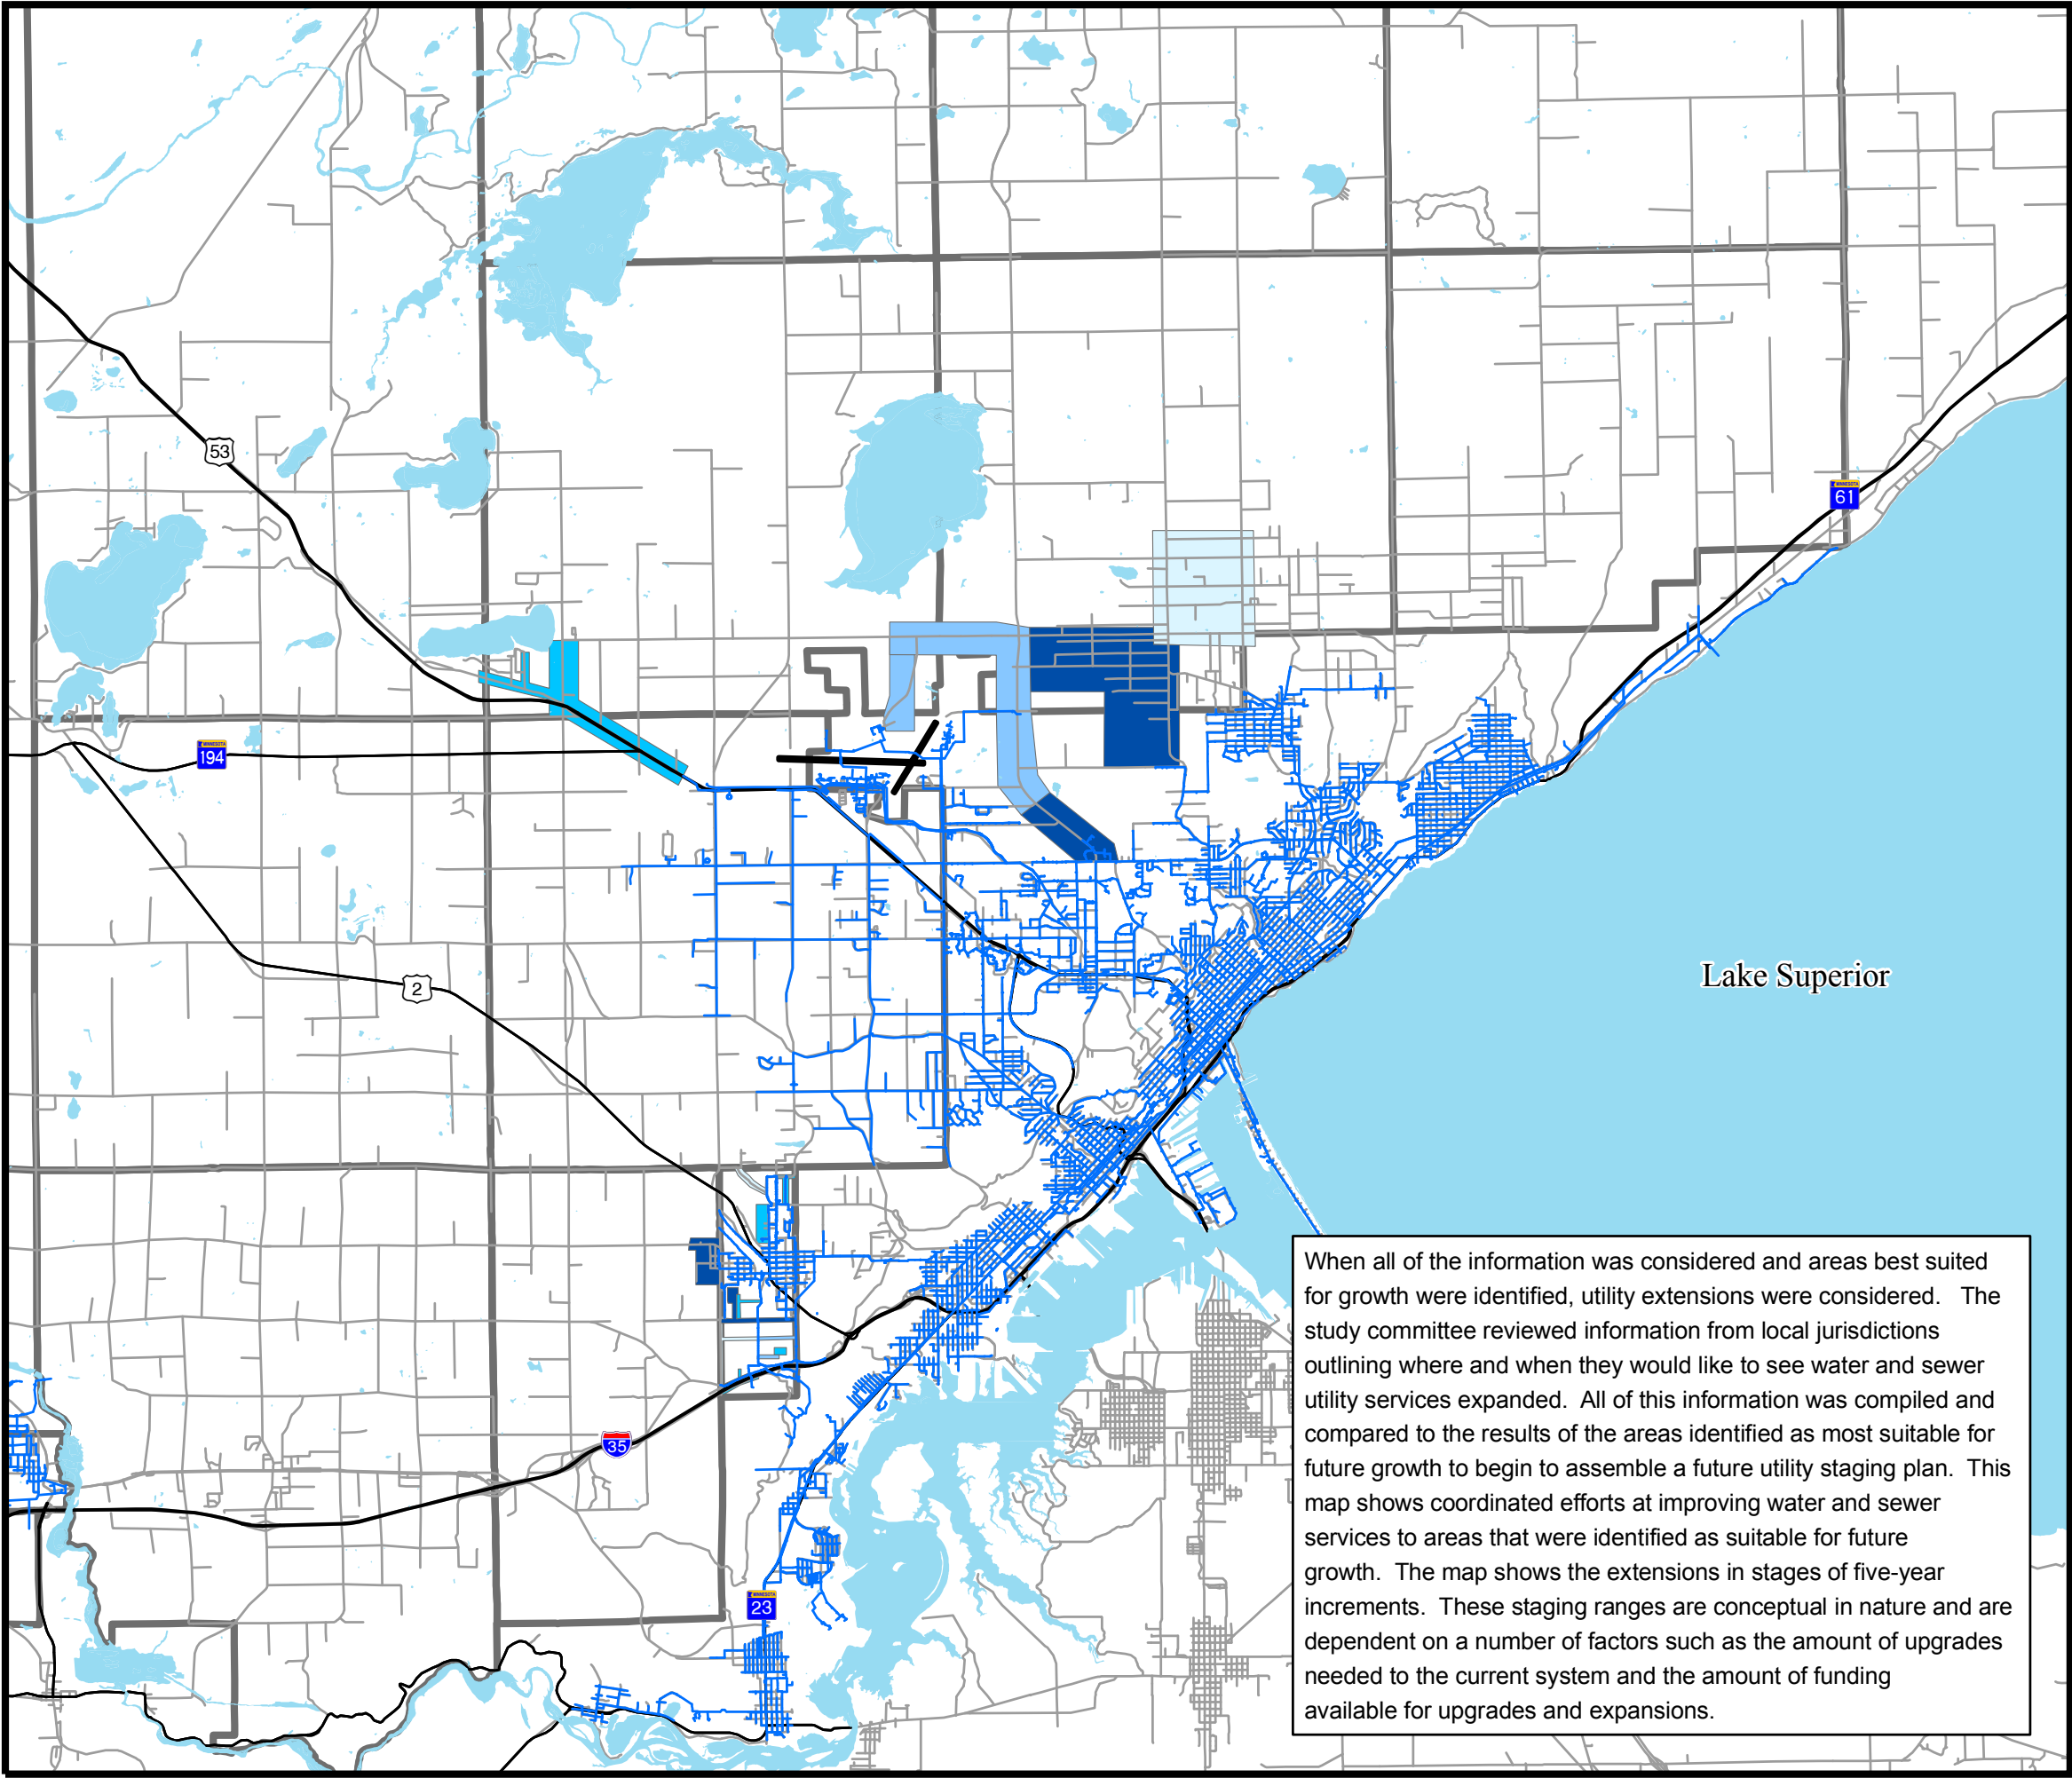 53
MINNESOTA
61
MINNESOTA
194
2
Lake Superior
When all of the information was considered and areas best suited
for growth were identified, utility extensions were considered.   The
study committee reviewed information from local jurisdictions
outlining where and when they would like to see water and sewer
utility services expanded.  All of this information was compiled and
compared to the results of the areas identified as most suitable for
future growth to begin to assemble a future utility staging plan.  This
map shows coordinated efforts at improving water and sewer
services to areas that were identified as suitable for future
growth.  The map shows the extensions in stages of five-year
increments.  These staging ranges are conceptual in nature and are
dependent on a number of factors such as the amount of upgrades
needed to the current system and the amount of funding
available for upgrades and expansions.
35
MINNESOTA
23